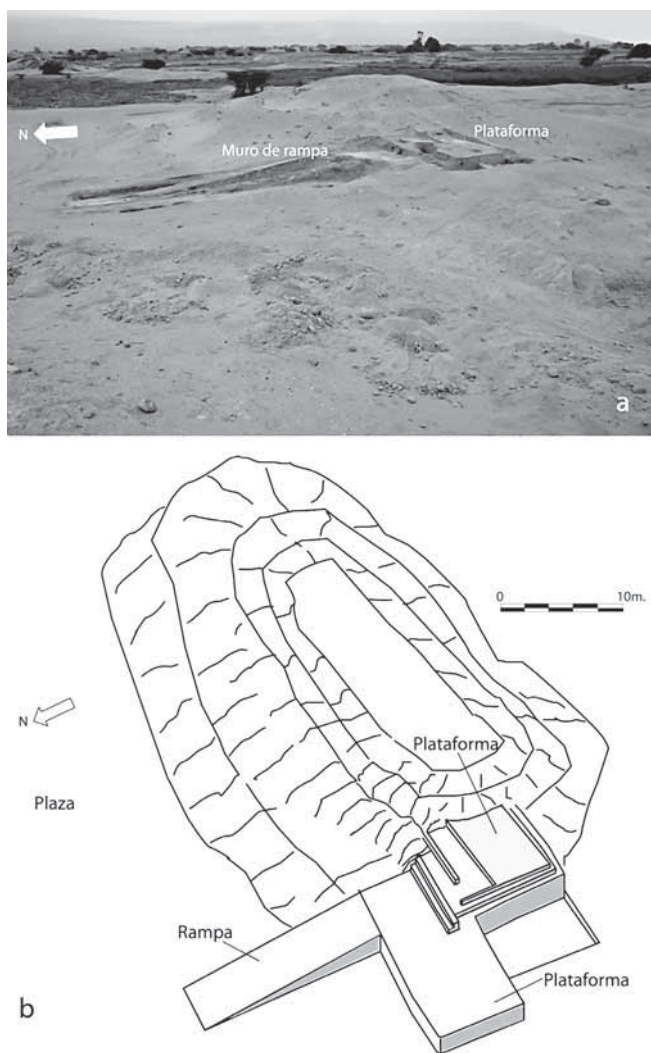 N
Plataforma
Muro de rampa
a
0 10m.
N
Plataforma
Plaza
Rampa
Plataforma
b